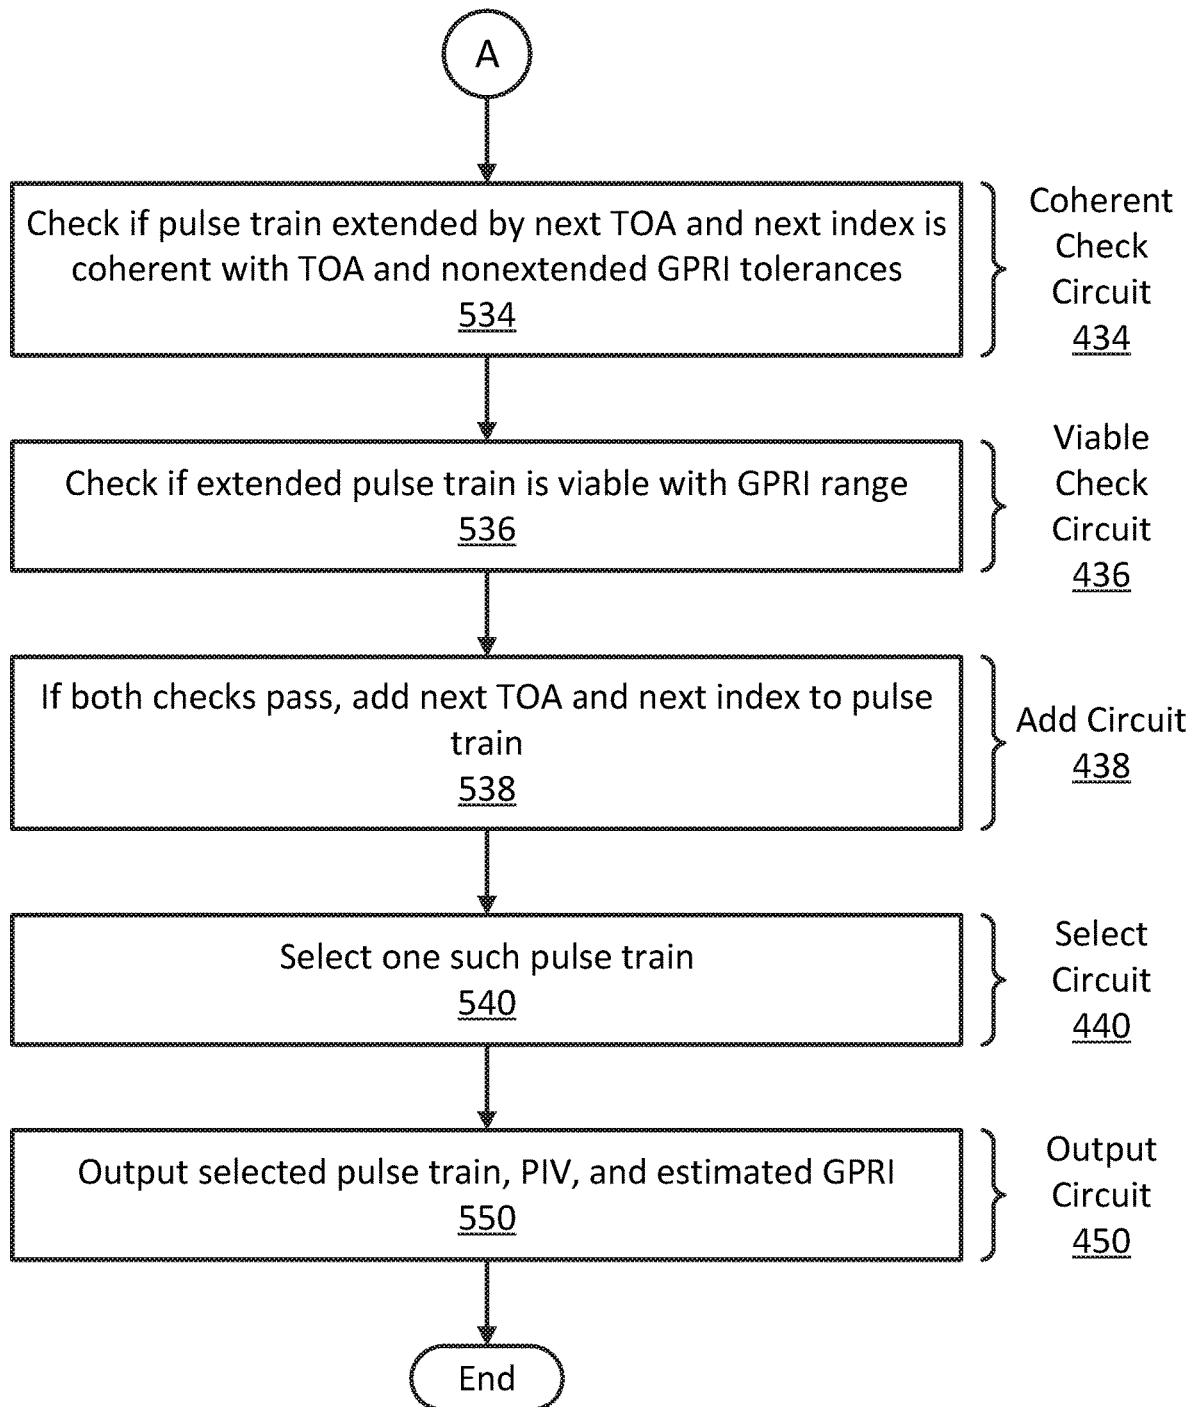 A
Check if pulse train extended by next TOA and next index is
coherent with TOA and nonextended GPRI tolerances
534
Coherent
Check
Circuit
434
Check if extended pulse train is viable with GPRI range
536
Viable
Check
Circuit
436
If both checks pass, add next TOA and next index to pulse
train
538
Add Circuit
438
Select one such pulse train
540
Select
Circuit
440
Output selected pulse train, PIV, and estimated GPRI
550
Output
Circuit
450
End